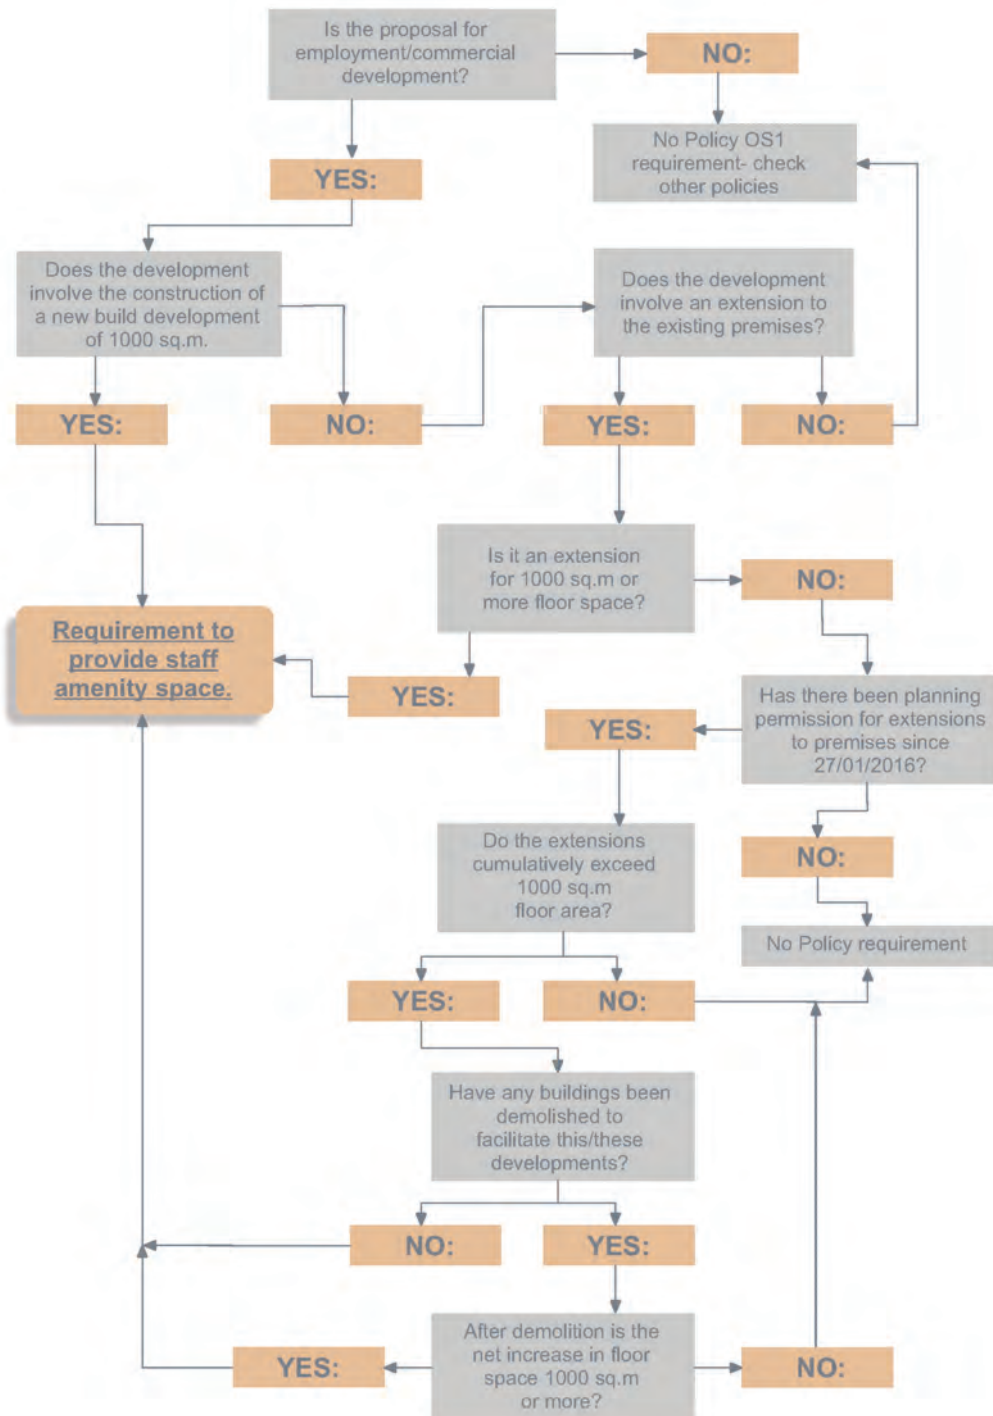 Is the proposal for
employment/commercial
development?
NO:
No Policy OS1
requirement- check
other policies
YES:
Does the development
involve the construction of
a new build development
of 1000 sq.m.
Does the development
involve an extension to
the existing premises?
YES:
NO:
YES:
NO:
Is it an extension
for 1000 sq.m or
more floor space?
NO:
Requirement to
provide staff
amenity space.
YES:
Has there been planning
permission for extensions
to premises since
27/01/2016?
YES:
Do the extensions
cumulatively exceed
1000 sq.m
floor area?
NO:
No Policy requirement
YES:
NO:
Have any buildings been
demolished to
facilitate this/these
developments?
NO:
YES:
After demolition is the
net increase in floor
space 1000 sq.m
or more?
YES:
NO: